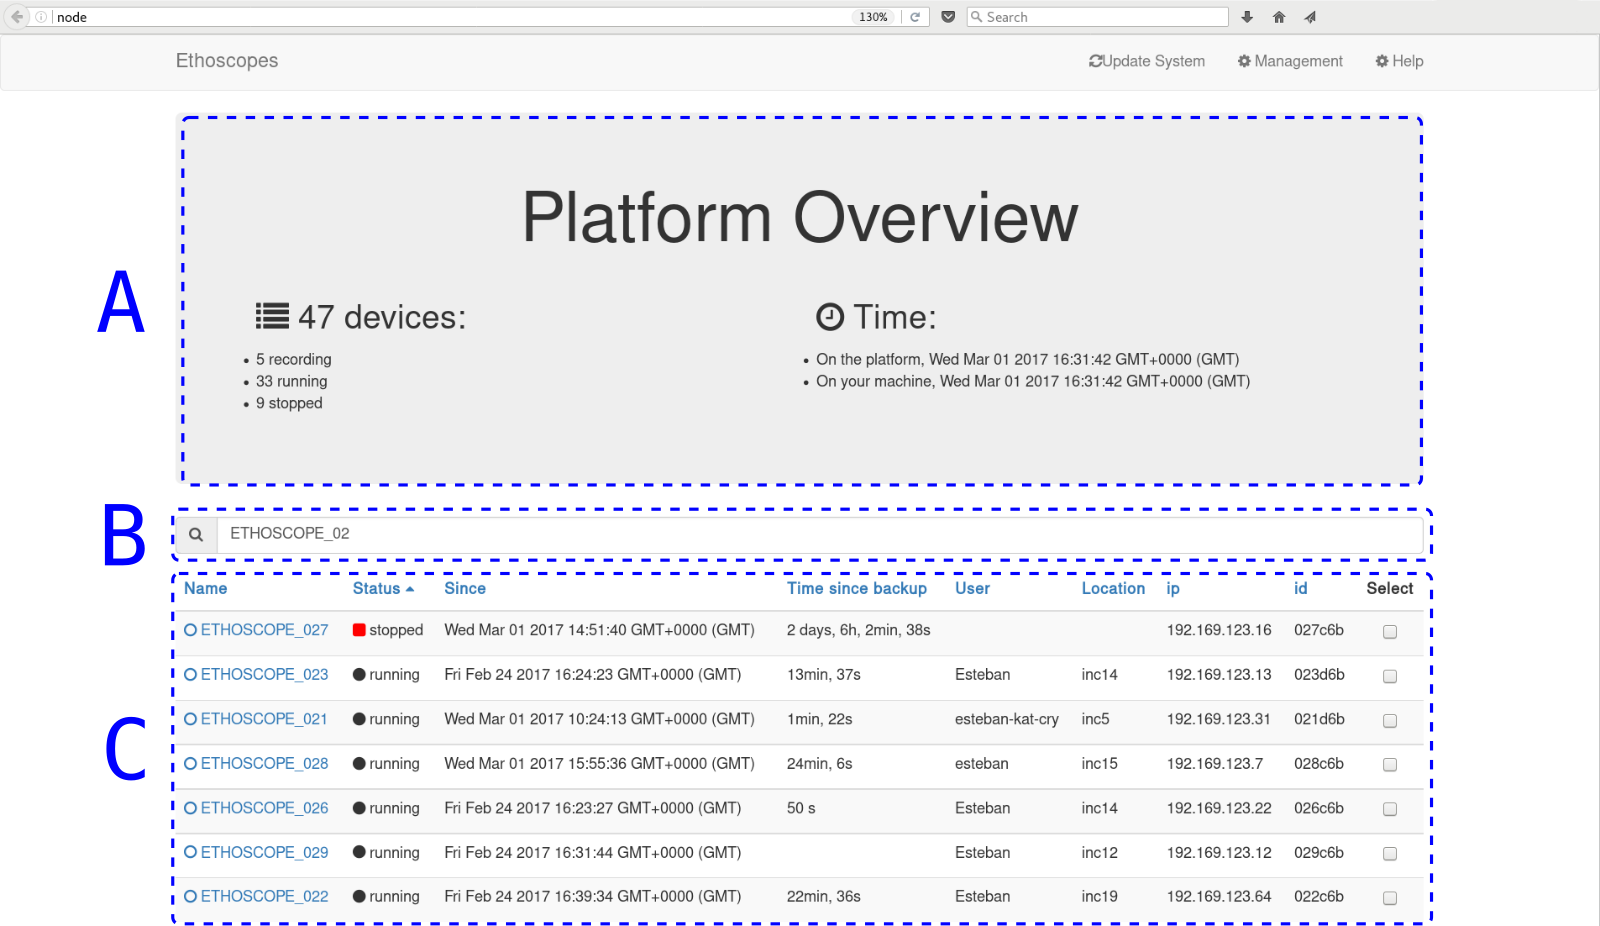 node 130% Search
Ethoscopes Update System Management Help
A
Platform Overview
47 devices:
5 recording
33 running
9 stopped
Time:
On the platform, Wed Mar 01 2017 16:31:42 GMT+0000 (GMT)
On your machine, Wed Mar 01 2017 16:31:42 GMT+0000 (GMT)
B
ETHOSCOPE_02
C
Name Status Since Time since backup User Location ip id Select
ETHOSCOPE_027 stopped Wed Mar 01 2017 14:51:40 GMT+0000 (GMT) 2 days, 6h, 2min, 38s 192.169.123.16 027c6b
ETHOSCOPE_023 running Fri Feb 24 2017 16:24:23 GMT+0000 (GMT) 13min, 37s Esteban inc14 192.169.123.13 023d6b
ETHOSCOPE_021 running Wed Mar 01 2017 10:24:13 GMT+0000 (GMT) 1min, 22s esteban-kat-cry inc5 192.169.123.31 021d6b
ETHOSCOPE_028 running Wed Mar 01 2017 15:55:36 GMT+0000 (GMT) 24min, 6s esteban inc15 192.169.123.7 028c6b
ETHOSCOPE_026 running Fri Feb 24 2017 16:23:27 GMT+0000 (GMT) 50 s Esteban inc14 192.169.123.22 026c6b
ETHOSCOPE_029 running Fri Feb 24 2017 16:31:44 GMT+0000 (GMT) Esteban inc12 192.169.123.12 029c6b
ETHOSCOPE_022 running Fri Feb 24 2017 16:39:34 GMT+0000 (GMT) 22min, 36s Esteban inc19 192.169.123.64 022c6b